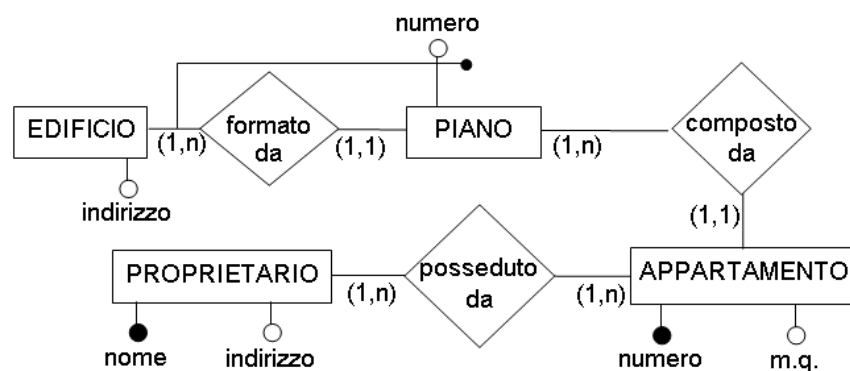 numero
EDIFICIO
(1,n)
formato
da
(1,1)
PIANO
(1,n)
composto
da
indirizzo
(1,1)
PROPRIETARIO
(1,n)
posseduto
da
(1,n)
APPARTAMENTO
nome
indirizzo
numero
m.q.